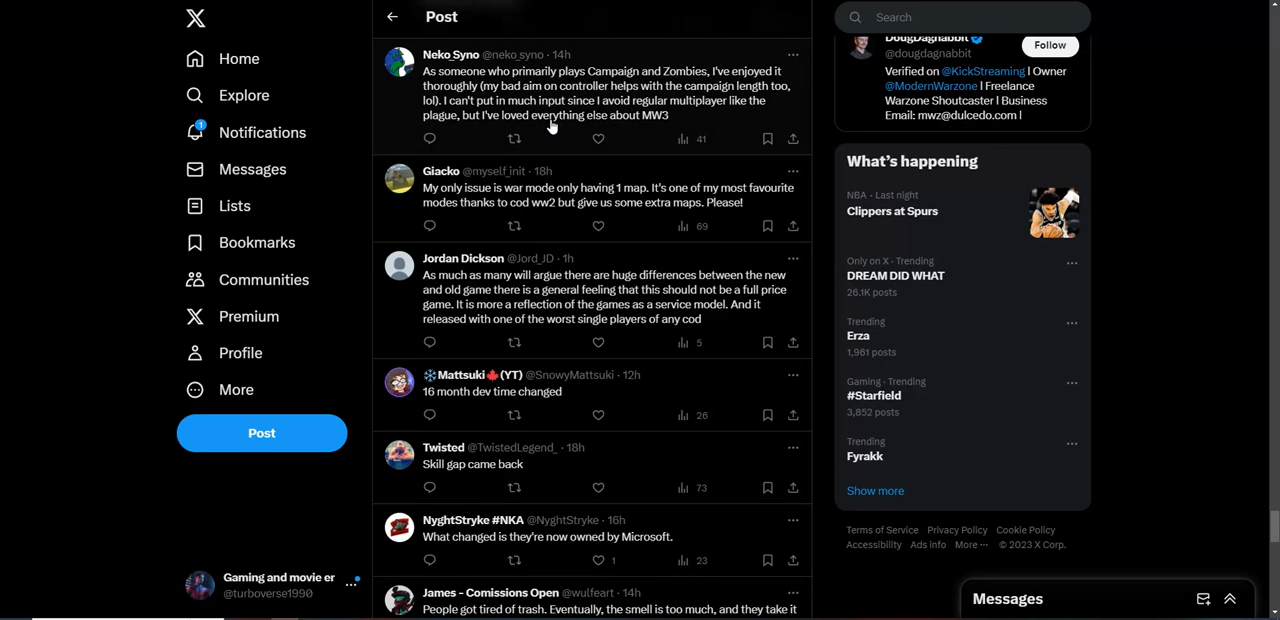 Home
Explore
1
Notifications
Messages
Lists
Bookmarks
Communities
Premium
Profile
More
Post
Gaming and movie er
@turboverse1990
Post
Neko_Syno @neko_syno · 14h
As someone who primarily plays Campaign and Zombies, I've enjoyed it
thoroughly (my bad aim on controller helps with the campaign length too,
lol). I can't put in much input since I avoid regular multiplayer like the
plague, but I've loved everything else about MW3
41
Giacko @myself_init · 18h
My only issue is war mode only having 1 map. It's one of my most favourite
modes thanks to cod ww2 but give us some extra maps. Please!
69
Jordan Dickson @Jord_JD · 1h
As much as many will argue there are huge differences between the new
and old game there is a general feeling that this should not be a full price
game. It is more a reflection of the games as a service model. And it
released with one of the worst single players of any cod
5
❄️Mattsuki🍁(YT) @SnowyMattsuki · 12h
16 month dev time changed
26
Twisted @TwistedLegend_ · 18h
Skill gap came back
73
NyghtStryke #NKA @NyghtStryke · 16h
What changed is they're now owned by Microsoft.
1
23
James - Comissions Open @wulfeart · 14h
People got tired of trash. Eventually, the smell is too much, and they take it
Search
DougDagnabbit
@dougdagnabbit
Follow
Verified on @KickStreaming | Owner
@ModernWarzone | Freelance
Warzone Shoutcaster | Business
Email: mwz@dulcedo.com |
What's happening
NBA · Last night
Clippers at Spurs
Only on X · Trending
DREAM DID WHAT
26.1K posts
Trending
Erza
1,961 posts
Gaming · Trending
#Starfield
3,852 posts
Trending
Fyrakk
Show more
Terms of Service Privacy Policy Cookie Policy
Accessibility Ads info More ··· © 2023 X Corp.
Messages